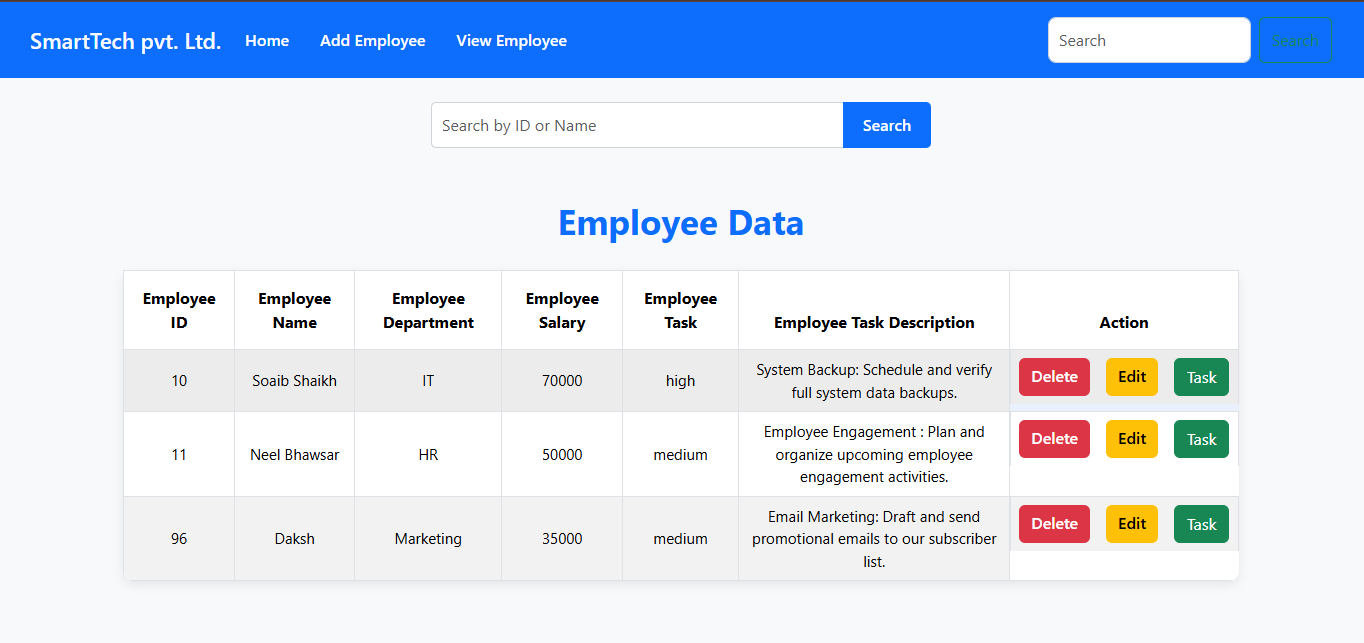 SmartTech pvt. Ltd. Home Add Employee View Employee Search Search
Search by ID or Name Search
Employee Data
Employee ID Employee Name Employee Department Employee Salary Employee Task Employee Task Description Action
10 Soaib Shaikh IT 70000 high System Backup: Schedule and verify full system data backups. Delete Edit Task
11 Neel Bhawsar HR 50000 medium Employee Engagement : Plan and organize upcoming employee engagement activities. Delete Edit Task
96 Daksh Marketing 35000 medium Email Marketing: Draft and send promotional emails to our subscriber list. Delete Edit Task